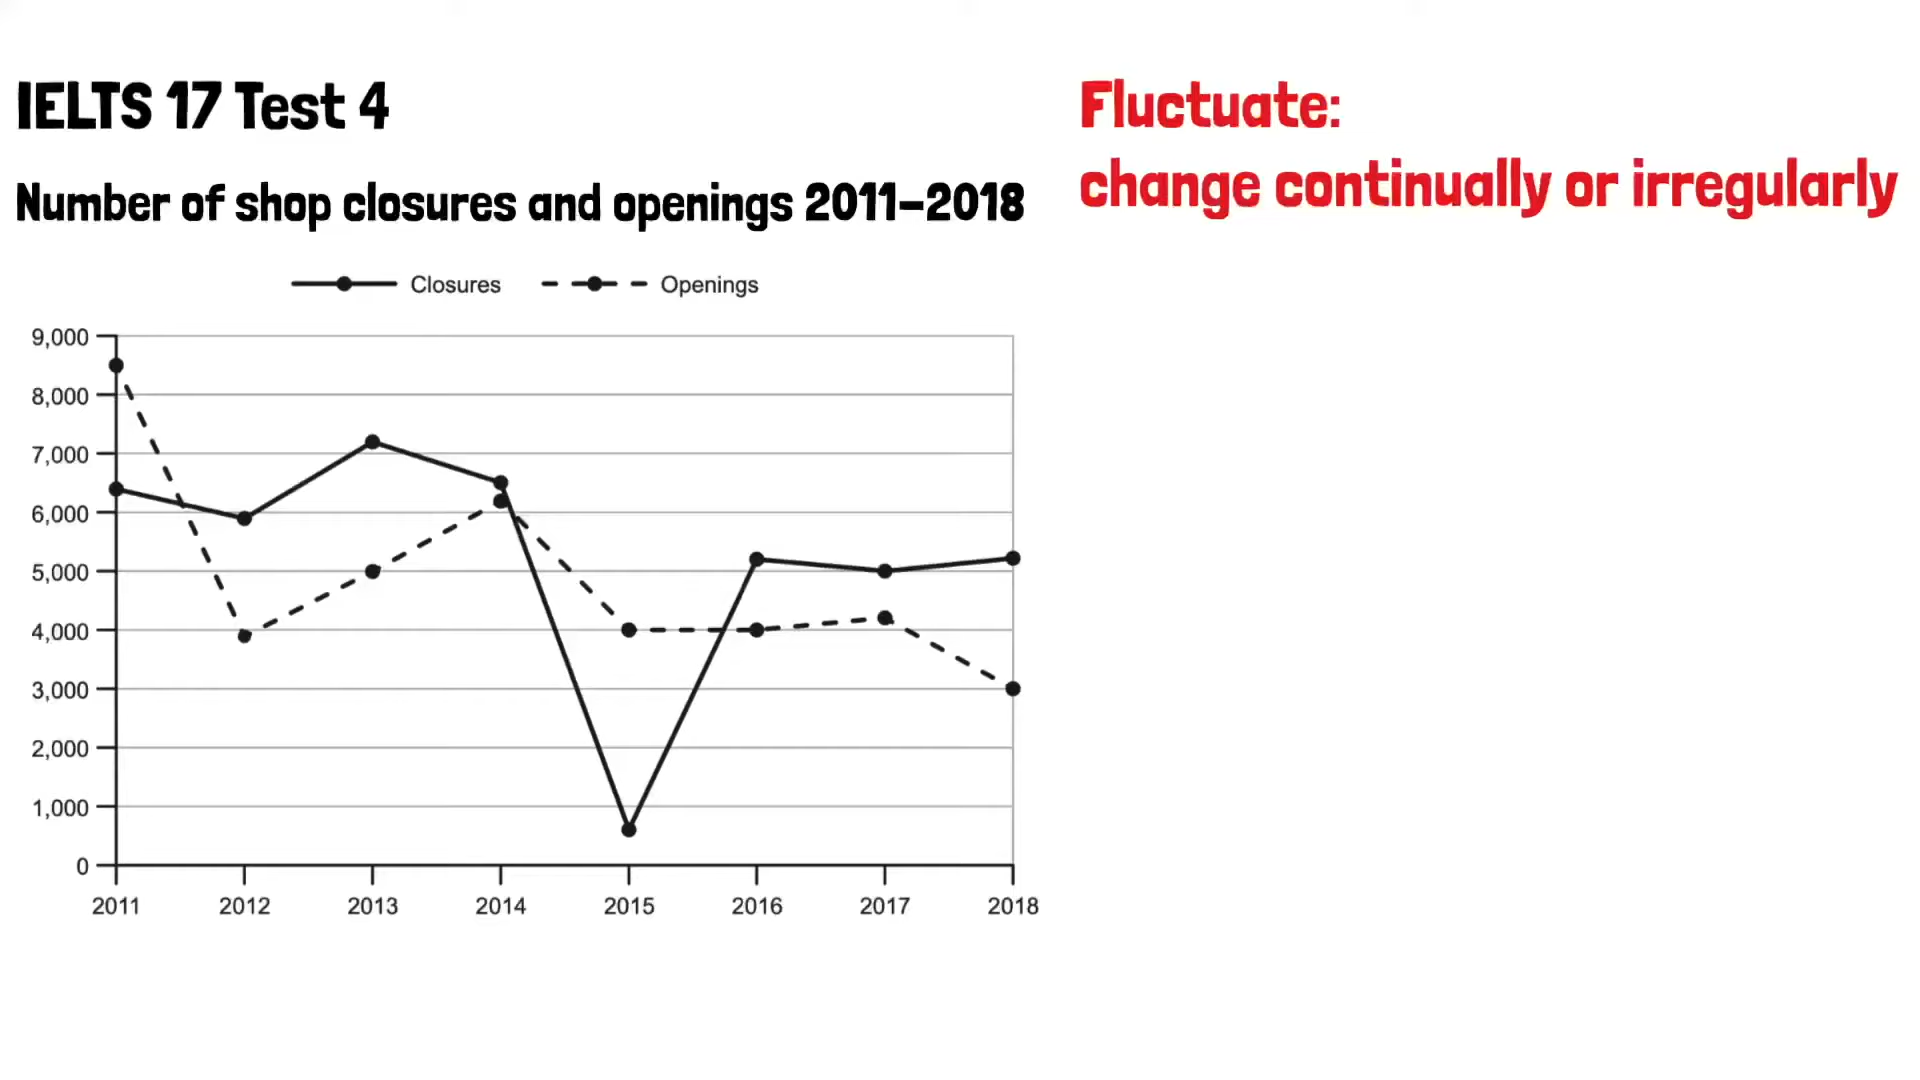 IELTS 17 Test 4
Number of shop closures and openings 2011–2018
Closures
Openings
9,000
8,000
7,000
6,000
5,000
4,000
3,000
2,000
1,000
0
2011 2012 2013 2014 2015 2016 2017 2018
Fluctuate:
change continually or irregularly